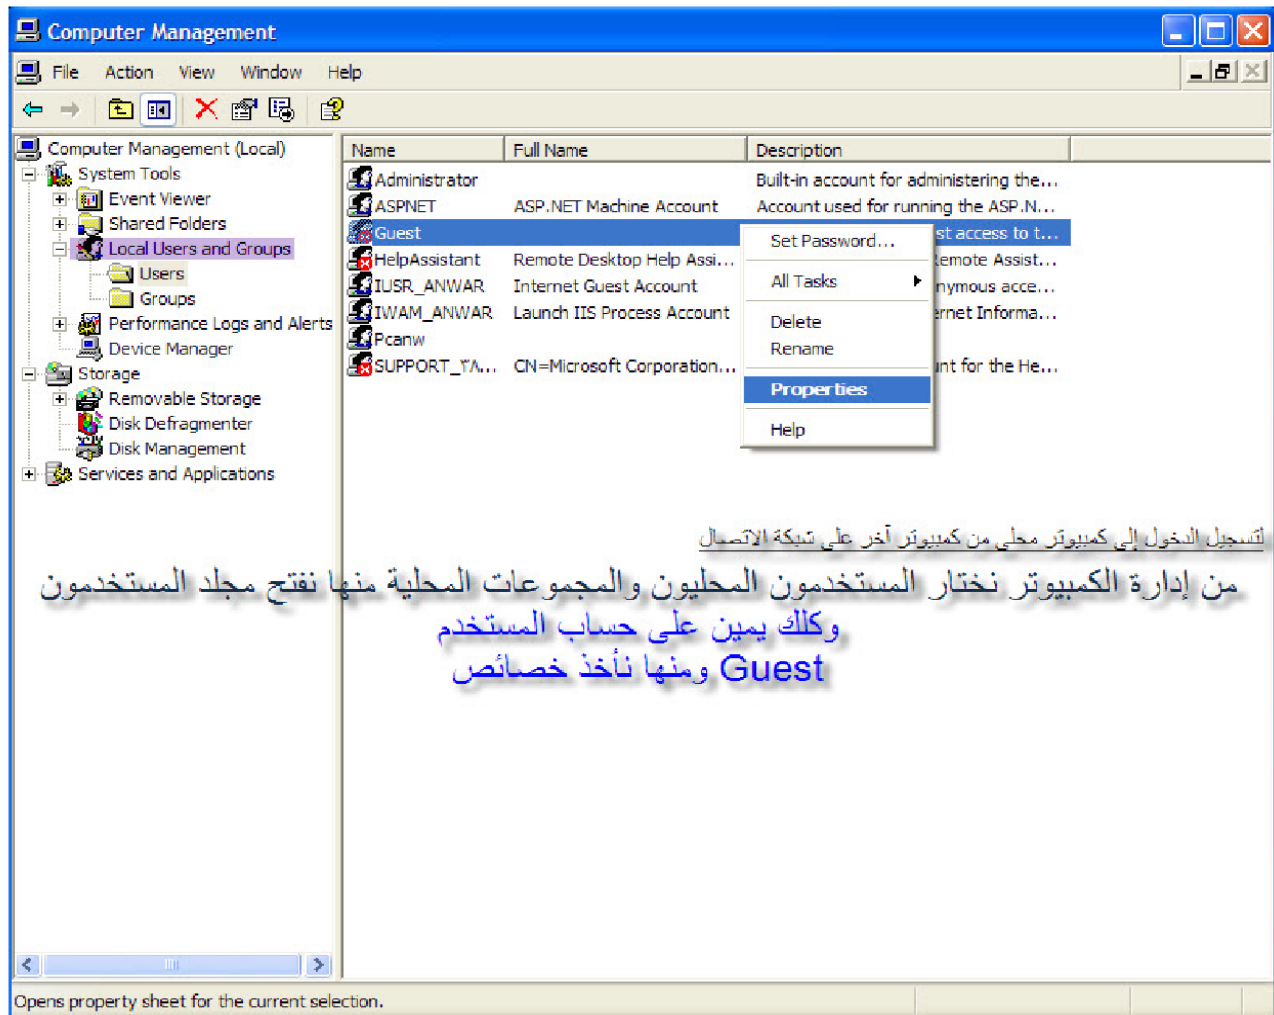 Computer Management
File Action View Window Help
Computer Management (Local)
System Tools
Event Viewer
Shared Folders
Local Users and Groups
Users
Groups
Performance Logs and Alerts
Device Manager
Storage
Removable Storage
Disk Defragmenter
Disk Management
Services and Applications
Name Full Name Description
Administrator Built-in account for administering the...
ASPNET ASP.NET Machine Account Account used for running the ASP.N...
Guest st access to t...
HelpAssistant Remote Desktop Help Assi... Remote Assist...
IUSR_ANWAR Internet Guest Account nymous acce...
IWAM_ANWAR Launch IIS Process Account ernet Informa...
Pcanw
SUPPORT_٣٨... CN=Microsoft Corporation... unt for the He...
Set Password...
All Tasks
Delete
Rename
Properties
Help
لتسجيل الدخول إلى كمبيوتر محلي من كمبيوتر آخر على شبكة الاتصال
من إدارة الكمبيوتر نختار المستخدمون المحليون والمجموعات المحلية منها نفتح مجلد المستخدمون
وكلك يمين على حساب المستخدم
Guest ومنها نأخذ خصائص
Opens property sheet for the current selection.